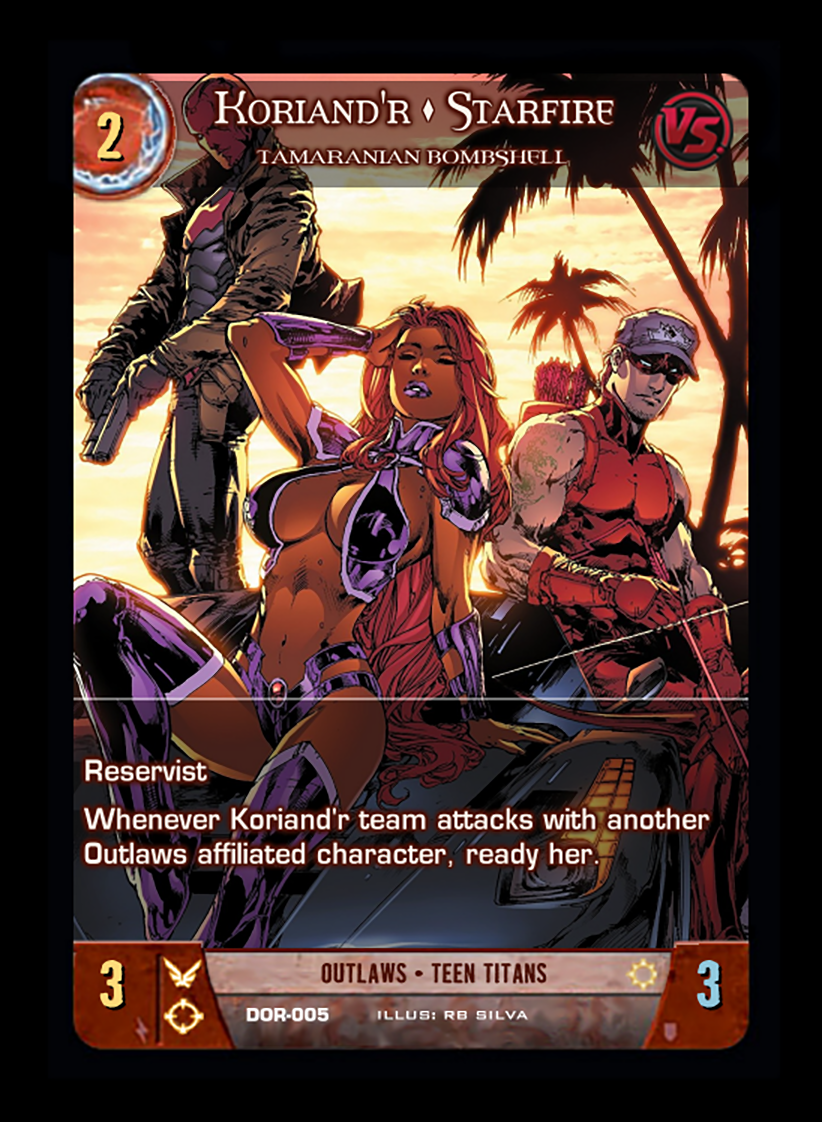 2
Koriand'r ♦ Starfire
VS.
Tamaranian Bombshell
Reservist
Whenever Koriand'r team attacks with another
Outlaws affiliated character, ready her.
3
OUTLAWS • TEEN TITANS
3
DOR-005 ILLUS: RB SILVA